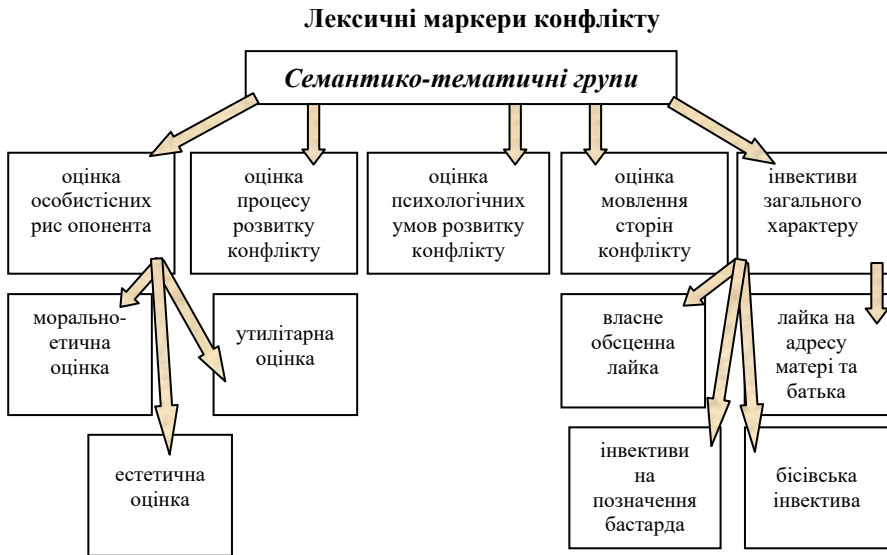 Лексичні маркери конфлікту
Семантико-тематичні групи
оцінка
особистісних
рис опонента
оцінка
процесу
розвитку
конфлікту
оцінка
психологічних
умов розвитку
конфлікту
оцінка
мовлення
сторін
конфлікту
інвективи
загального
характеру
морально-
етична
оцінка
утилітарна
оцінка
власне
обсценна
лайка
лайка на
адресу
матері та
батька
естетична
оцінка
інвективи
на
позначення
бастарда
бісівська
інвектива